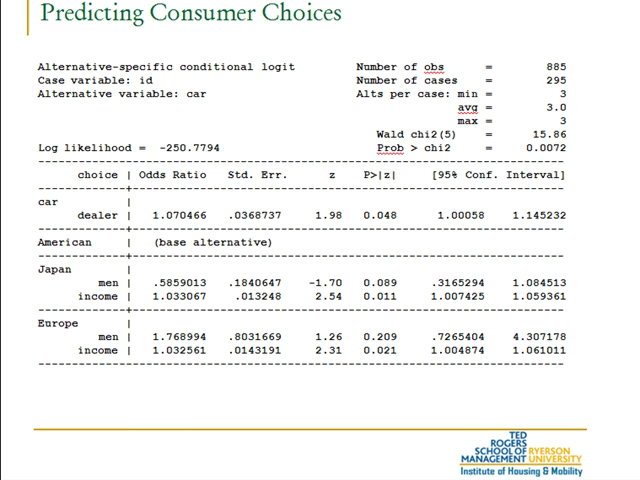 Predicting Consumer Choices
Alternative-specific conditional logit Number of obs = 885
Case variable: id Number of cases = 295
Alternative variable: car Alts per case: min = 3
avg = 3.0
max = 3
Wald chi2(5) = 15.86
Log likelihood = -250.7794 Prob > chi2 = 0.0072
choice | Odds Ratio Std. Err. z P>|z| [95% Conf. Interval]
car |
dealer | 1.070466 .0368737 1.98 0.048 1.00058 1.145232
American | (base alternative)
Japan |
men | .5859013 .1840647 -1.70 0.089 .3165294 1.084513
income | 1.033067 .013248 2.54 0.011 1.007425 1.059361
Europe |
men | 1.768994 .8031669 1.26 0.209 .7265404 4.307178
income | 1.032561 .0143191 2.31 0.021 1.004874 1.061011
TED
ROGERS
SCHOOL OF RYERSON
MANAGEMENT UNIVERSITY
Institute of Housing & Mobility